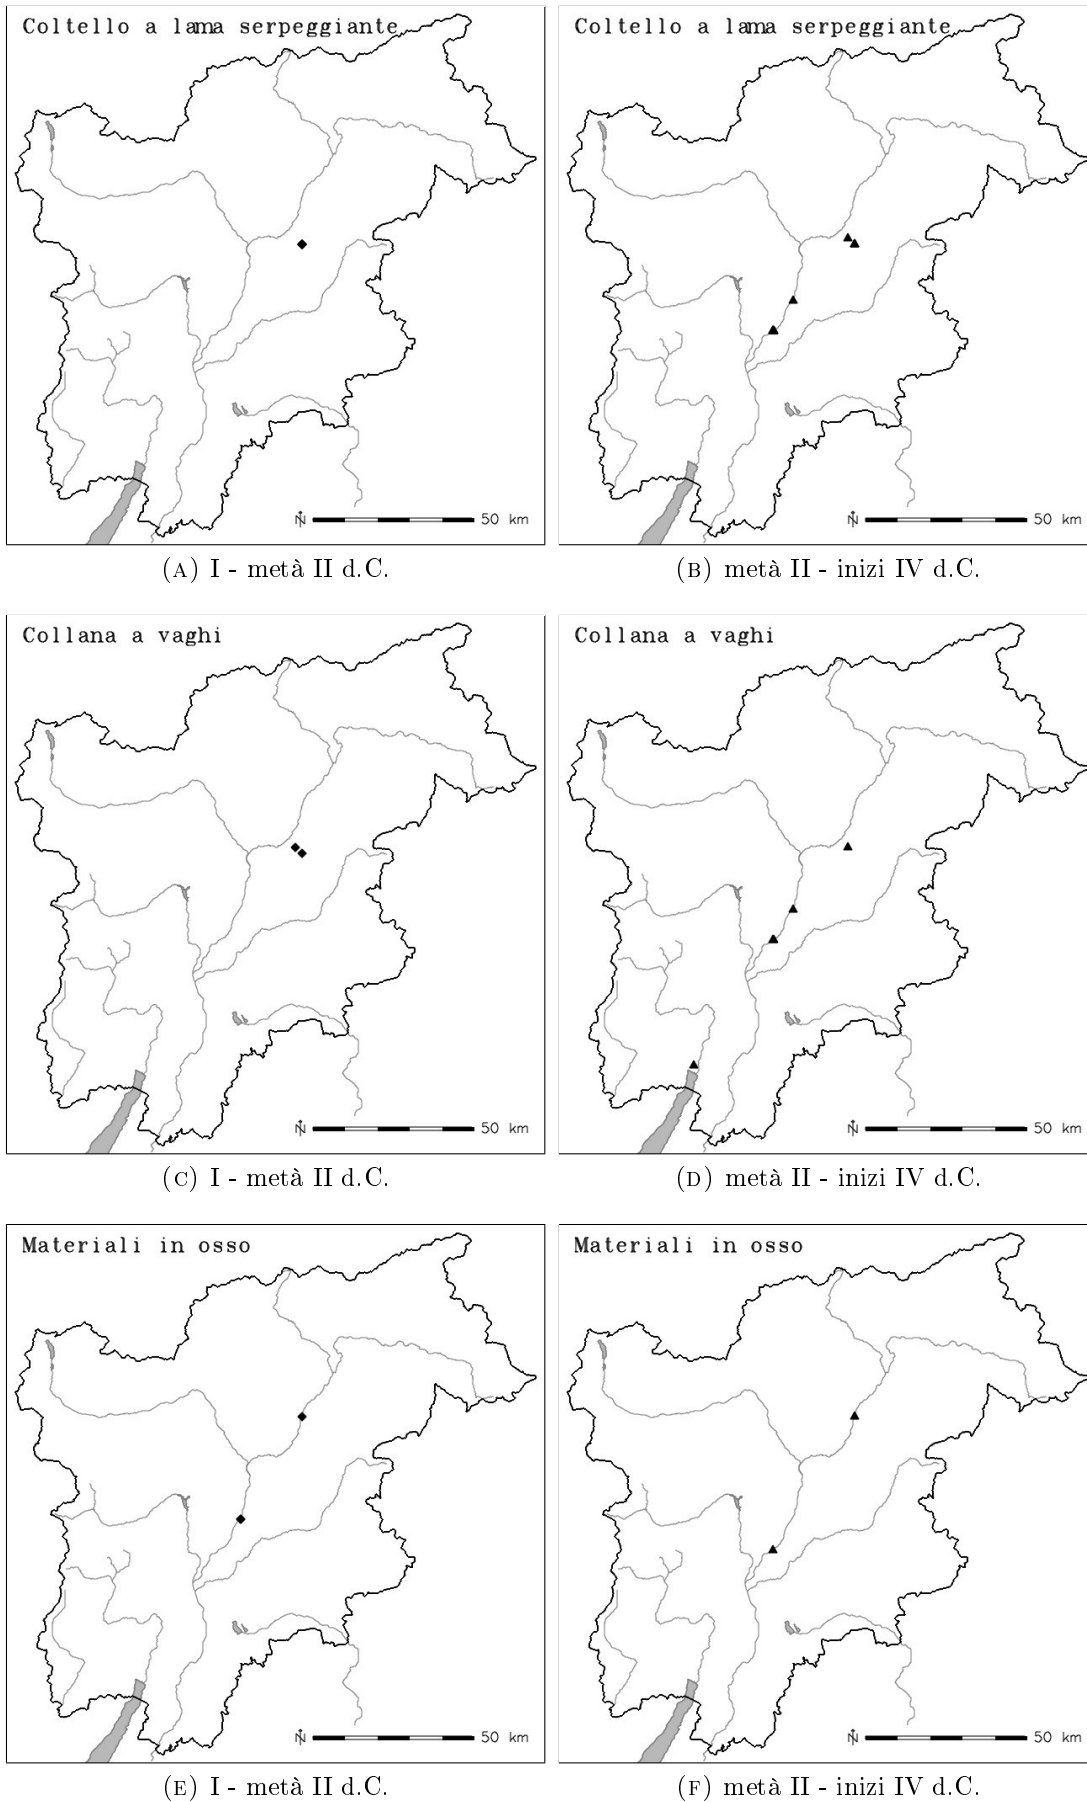 Coltello a lama serpeggiante
N 50 km
(A) I - metà II d.C.
Coltello a lama serpeggiante
N 50 km
(B) metà II - inizi IV d.C.
Collana a vaghi
N 50 km
(C) I - metà II d.C.
Collana a vaghi
N 50 km
(D) metà II - inizi IV d.C.
Materiali in osso
N 50 km
(E) I - metà II d.C.
Materiali in osso
N 50 km
(F) metà II - inizi IV d.C.